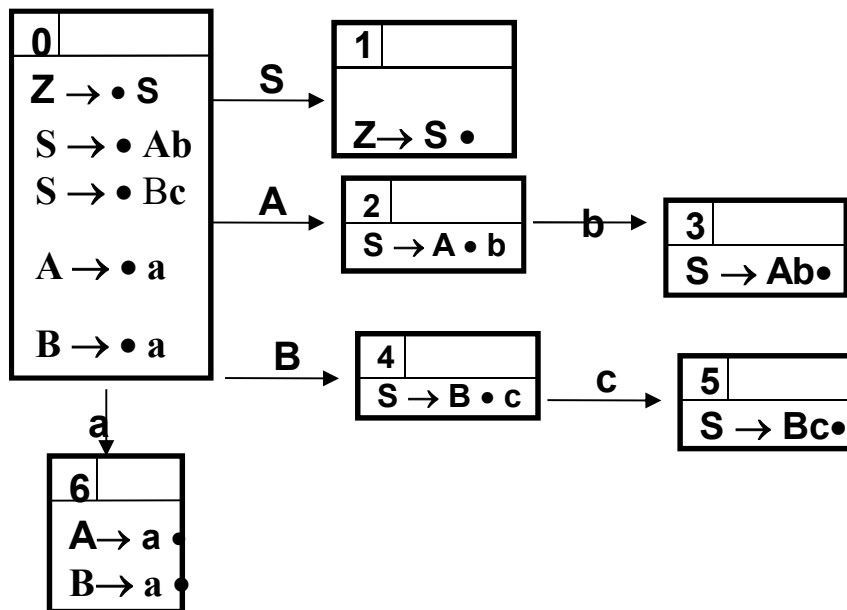 0
Z → • S
S → • Ab
S → • Bc
A → • a
B → • a
S
1
Z→ S •
A
2
S → A • b
b
3
S → Ab•
B
4
S → B • c
c
5
S → Bc•
a
6
A→ a •
B→ a •